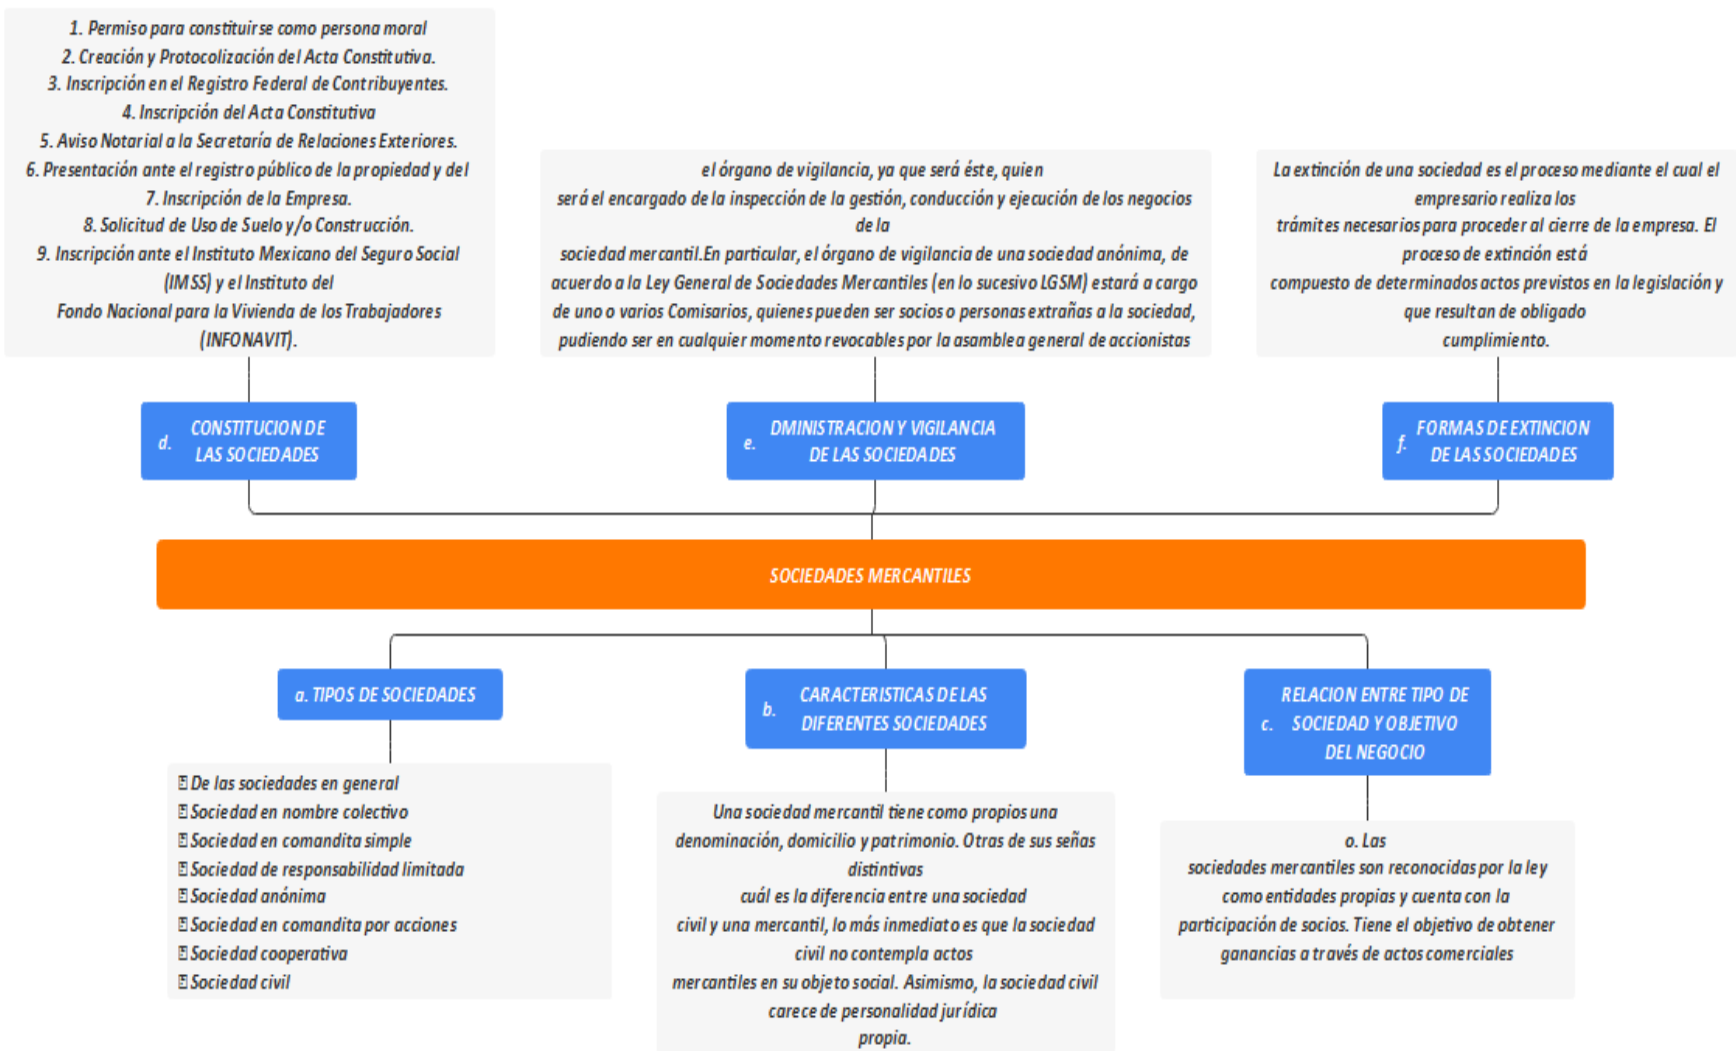 1. Permiso para constituirse como persona moral
2. Creación y Protocolización del Acta Constitutiva.
3. Inscripción en el Registro Federal de Contribuyentes.
4. Inscripción del Acta Constitutiva
5. Aviso Notarial a la Secretaría de Relaciones Exteriores.
6. Presentación ante el registro público de la propiedad y del
7. Inscripción de la Empresa.
8. Solicitud de Uso de Suelo y/o Construcción.
9. Inscripción ante el Instituto Mexicano del Seguro Social
(IMSS) y el Instituto del
Fondo Nacional para la Vivienda de los Trabajadores
(INFONAVIT).
el órgano de vigilancia, ya que será éste, quien
será el encargado de la inspección de la gestión, conducción y ejecución de los negocios
de la
sociedad mercantil.En particular, el órgano de vigilancia de una sociedad anónima, de
acuerdo a la Ley General de Sociedades Mercantiles (en lo sucesivo LGSM) estará a cargo
de uno o varios Comisarios, quienes pueden ser socios o personas extrañas a la sociedad,
pudiendo ser en cualquier momento revocables por la asamblea general de accionistas
La extinción de una sociedad es el proceso mediante el cual el
empresario realiza los
trámites necesarios para proceder al cierre de la empresa. El
proceso de extinción está
compuesto de determinados actos previstos en la legislación y
que resultan de obligado
cumplimiento.
d. CONSTITUCION DE
LAS SOCIEDADES
e. DMINISTRACION Y VIGILANCIA
DE LAS SOCIEDADES
f. FORMAS DE EXTINCION
DE LAS SOCIEDADES
SOCIEDADES MERCANTILES
a. TIPOS DE SOCIEDADES
b. CARACTERISTICAS DE LAS
DIFERENTES SOCIEDADES
c. RELACION ENTRE TIPO DE
SOCIEDAD Y OBJETIVO
DEL NEGOCIO
De las sociedades en general
Sociedad en nombre colectivo
Sociedad en comandita simple
Sociedad de responsabilidad limitada
Sociedad anónima
Sociedad en comandita por acciones
Sociedad cooperativa
Sociedad civil
Una sociedad mercantil tiene como propios una
denominación, domicilio y patrimonio. Otras de sus señas
distintivas
cuál es la diferencia entre una sociedad
civil y una mercantil, lo más inmediato es que la sociedad
civil no contempla actos
mercantiles en su objeto social. Asimismo, la sociedad civil
carece de personalidad jurídica
propia.
o. Las
sociedades mercantiles son reconocidas por la ley
como entidades propias y cuenta con la
participación de socios. Tiene el objetivo de obtener
ganancias a través de actos comerciales